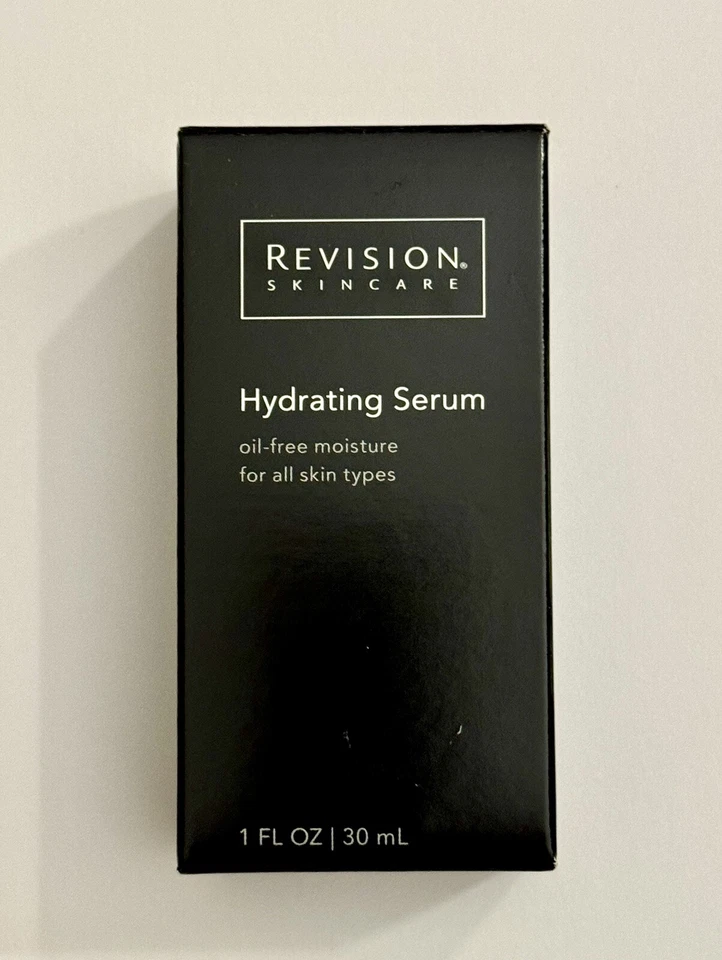 REVISION®
SKINCARE
Hydrating Serum
oil-free moisture
for all skin types
1 FL OZ | 30 mL